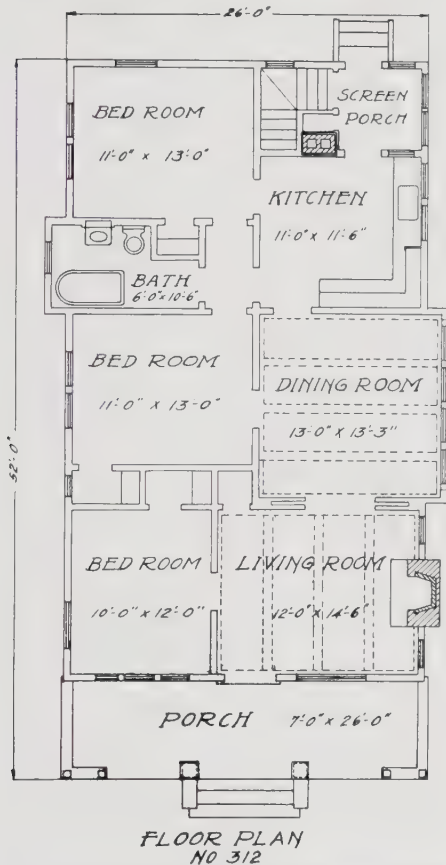 26'-0"
SCREEN
PORCH
BED ROOM
11'-0" x 13'-0"
KITCHEN
11'-0" x 11'-6"
BATH
6'-0" x 10'-6"
BED ROOM
11'-0" x 13'-0"
DINING ROOM
13'-0" x 13'-3"
52'-0"
BED ROOM
10'-0" x 12'-0"
LIVING ROOM
12'-0" x 14'-6"
PORCH 7'-0" x 26'-0"
FLOOR PLAN
NO 312